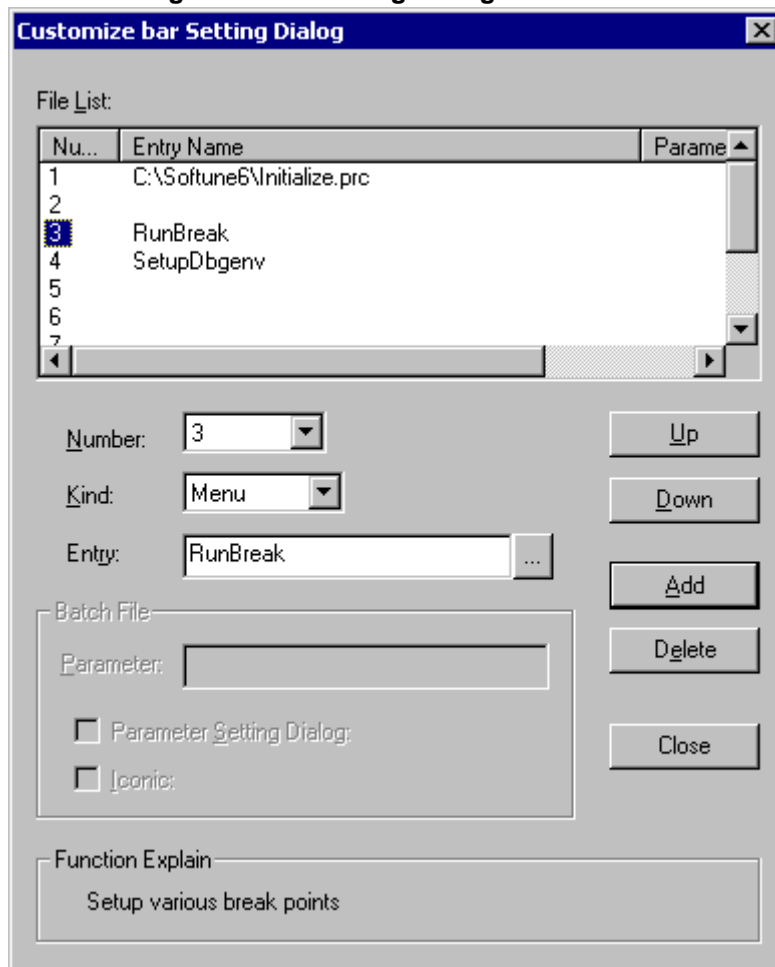 Customize bar Setting Dialog
File List:
Nu... Entry Name Parame
1 C:\Softune6\Initialize.prc
2
3 RunBreak
4 SetupDbgenv
5
6
7
Number: 3 Up
Kind: Menu Down
Entry: RunBreak ...
Add
Batch File
Delete
Parameter:
Parameter Setting Dialog:
Close
Iconic:
Function Explain
Setup various break points